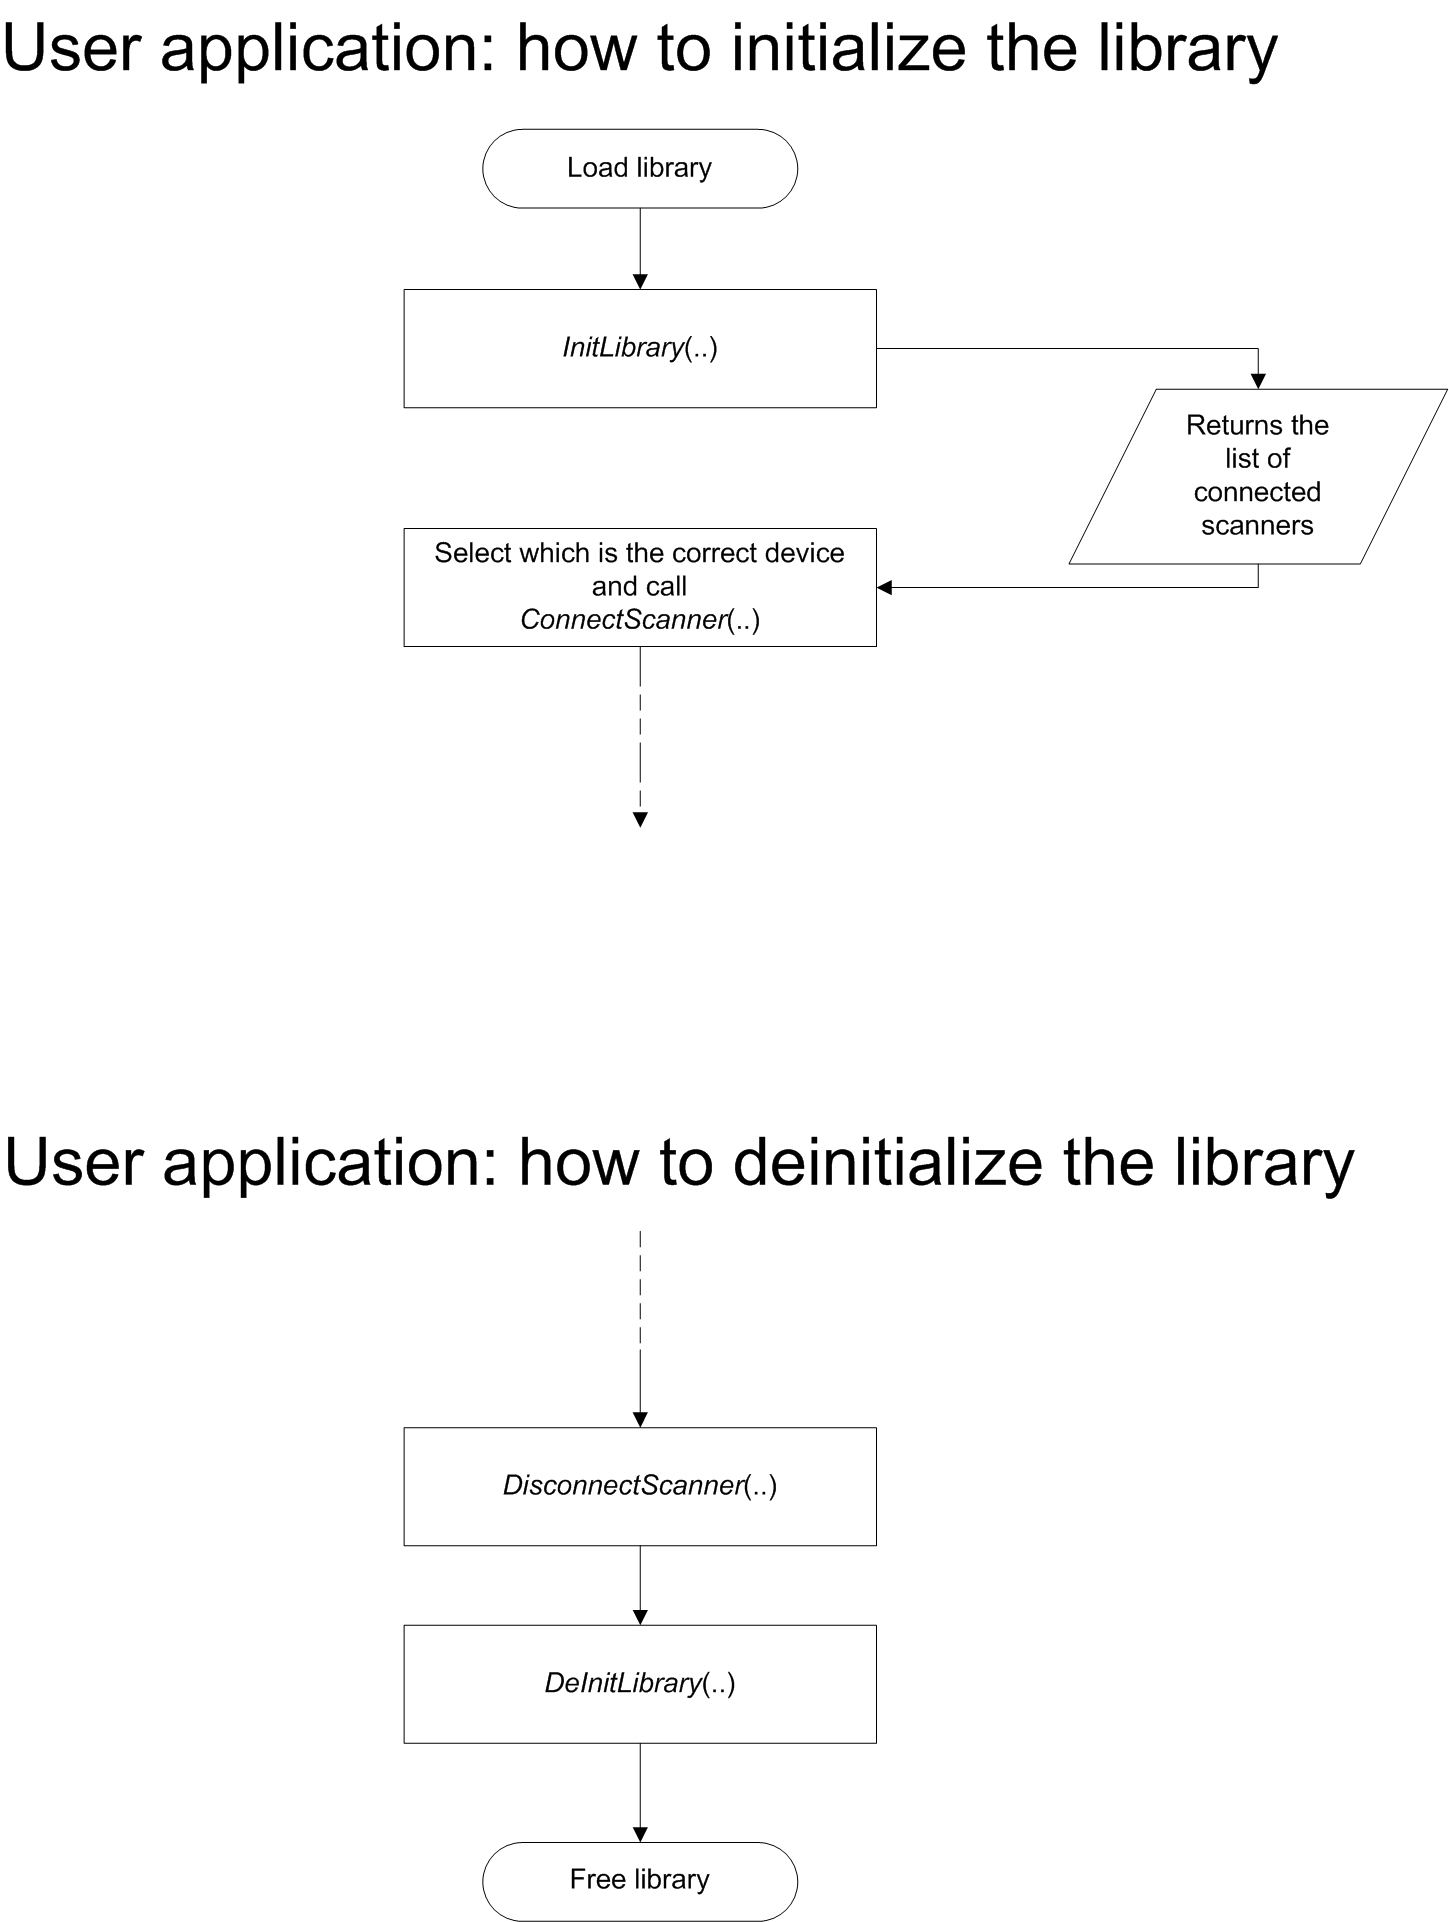 User application: how to initialize the library
Load library
InitLibrary(..)
Returns the
list of
connected
scanners
Select which is the correct device
and call
ConnectScanner(..)
User application: how to deinitialize the library
DisconnectScanner(..)
DeInitLibrary(..)
Free library